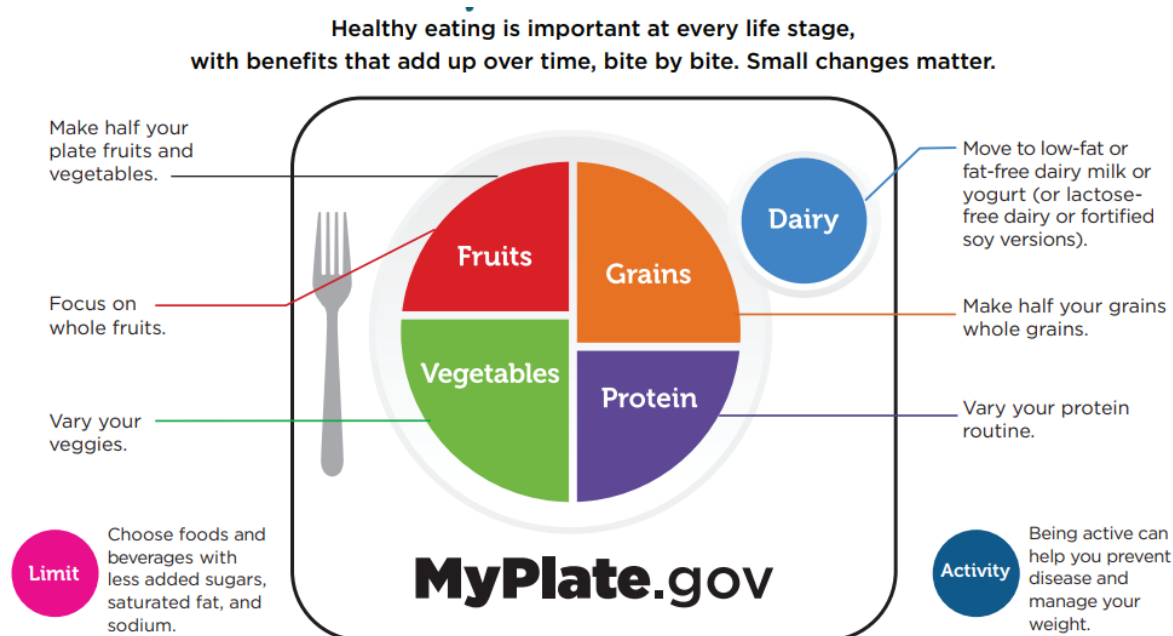 Healthy eating is important at every life stage,
with benefits that add up over time, bite by bite. Small changes matter.
Make half your
plate fruits and
vegetables.
Focus on
whole fruits.
Vary your
veggies.
Fruits
Grains
Vegetables
Protein
Dairy
Move to low-fat or
fat-free dairy milk or
yogurt (or lactose-
free dairy or fortified
soy versions).
Make half your grains
whole grains.
Vary your protein
routine.
Limit
Choose foods and
beverages with
less added sugars,
saturated fat, and
sodium.
MyPlate.gov
Activity
Being active can
help you prevent
disease and
manage your
weight.